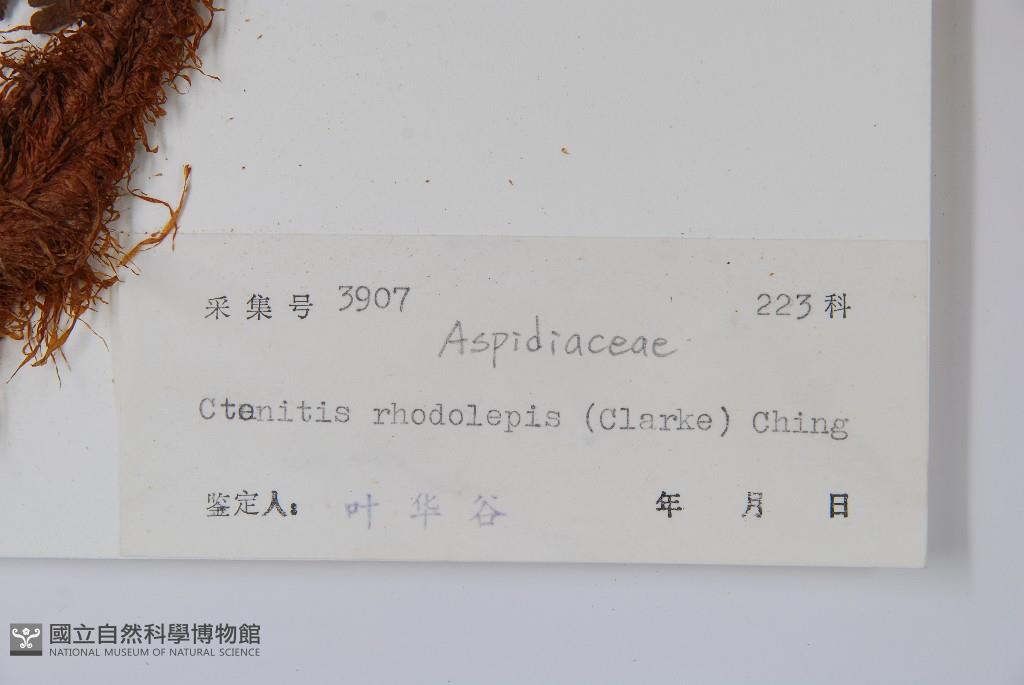 采集号 3907 223 科
Aspidiaceae
Ctenitis rhodolepis (Clarke) Ching
鉴定人: 叶华谷 年 月 日
國立自然科學博物館
NATIONAL MUSEUM OF NATURAL SCIENCE